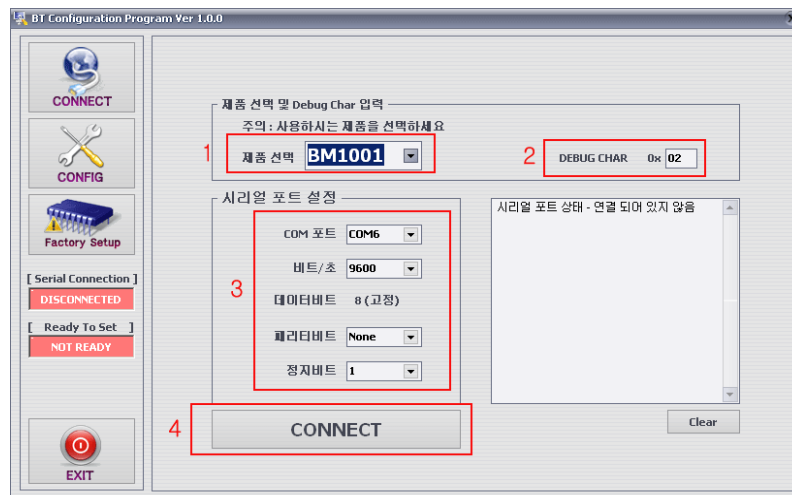 BT Configuration Program Ver 1.0.0
CONNECT
CONFIG
Factory Setup
[ Serial Connection ]
DISCONNECTED
[ Ready To Set ]
NOT READY
EXIT
제품 선택 및 Debug Char 입력
주의 : 사용하시는 제품을 선택하세요
1
제품 선택 BM1001
2
DEBUG CHAR 0x 02
시리얼 포트 설정
3
COM 포트 COM6
비트/초 9600
데이터비트 8 (고정)
패리티비트 None
정지비트 1
4
CONNECT
시리얼 포트 상태 - 연결 되어 있지 않음
Clear